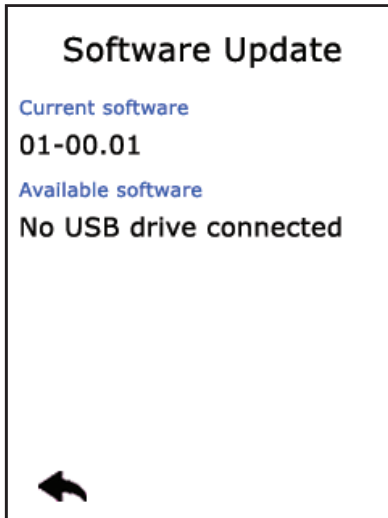 Software Update
Current software
01-00.01
Available software
No USB drive connected